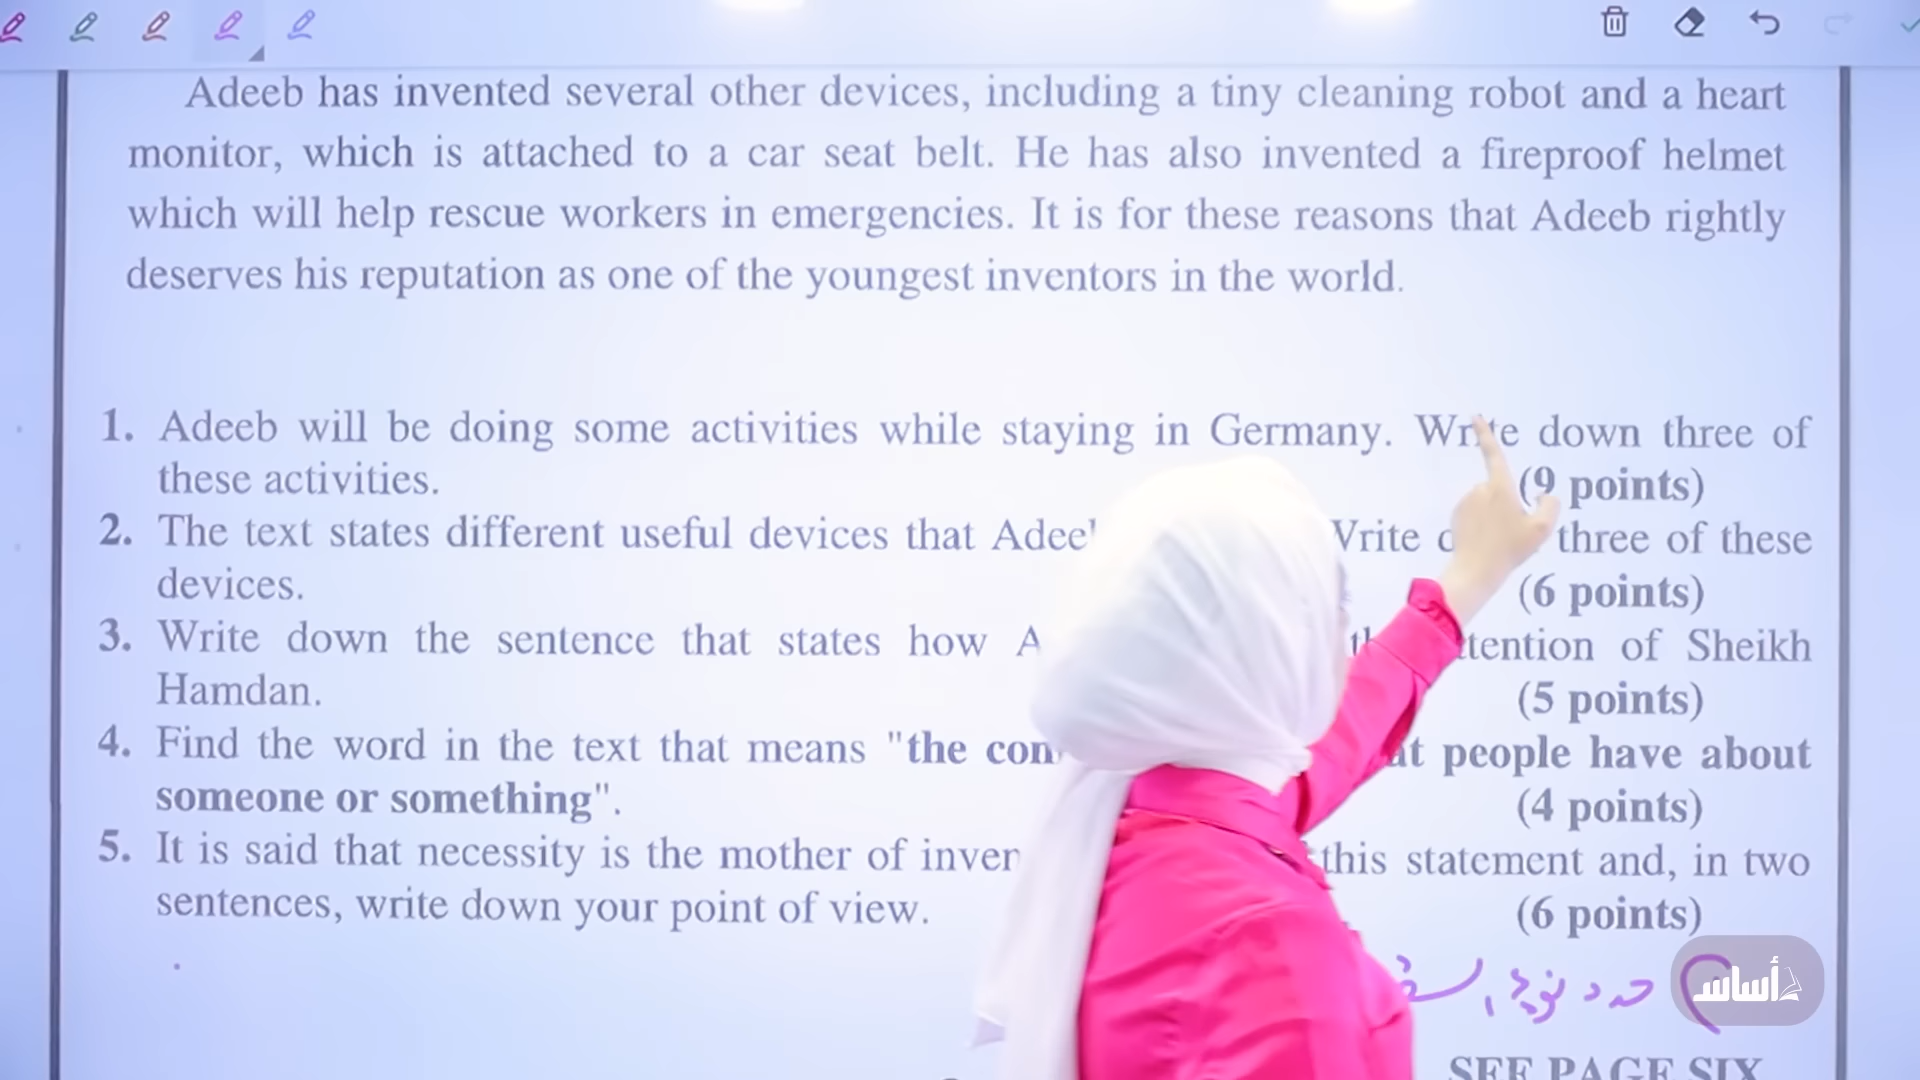 Adeeb has invented several other devices, including a tiny cleaning robot and a heart
monitor, which is attached to a car seat belt. He has also invented a fireproof helmet
which will help rescue workers in emergencies. It is for these reasons that Adeeb rightly
deserves his reputation as one of the youngest inventors in the world.
1. Adeeb will be doing some activities while staying in Germany. Write down three of
these activities. (9 points)
2. The text states different useful devices that Write three of these
devices. (6 points)
3. Write down the sentence that states how of Sheikh
Hamdan. (5 points)
4. Find the word in the text that means "the people have about
someone or something". (4 points)
5. It is said that necessity is the mother of this statement and, in two
sentences, write down your point of view. (6 points)
أساس
SEE PAGE SIX